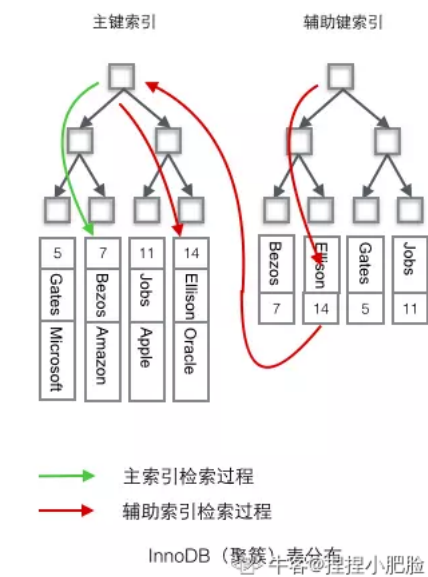 主键索引
辅助键索引
5
7
11
14
Gates
Bezos
Jobs
Ellison
Microsoft
Amazon
Apple
Oracle
Bezos
Ellison
Gates
Jobs
7
14
5
11
主索引检索过程
辅助索引检索过程
InnoDB（聚簇）表分布
牛客@捏捏小肥脸